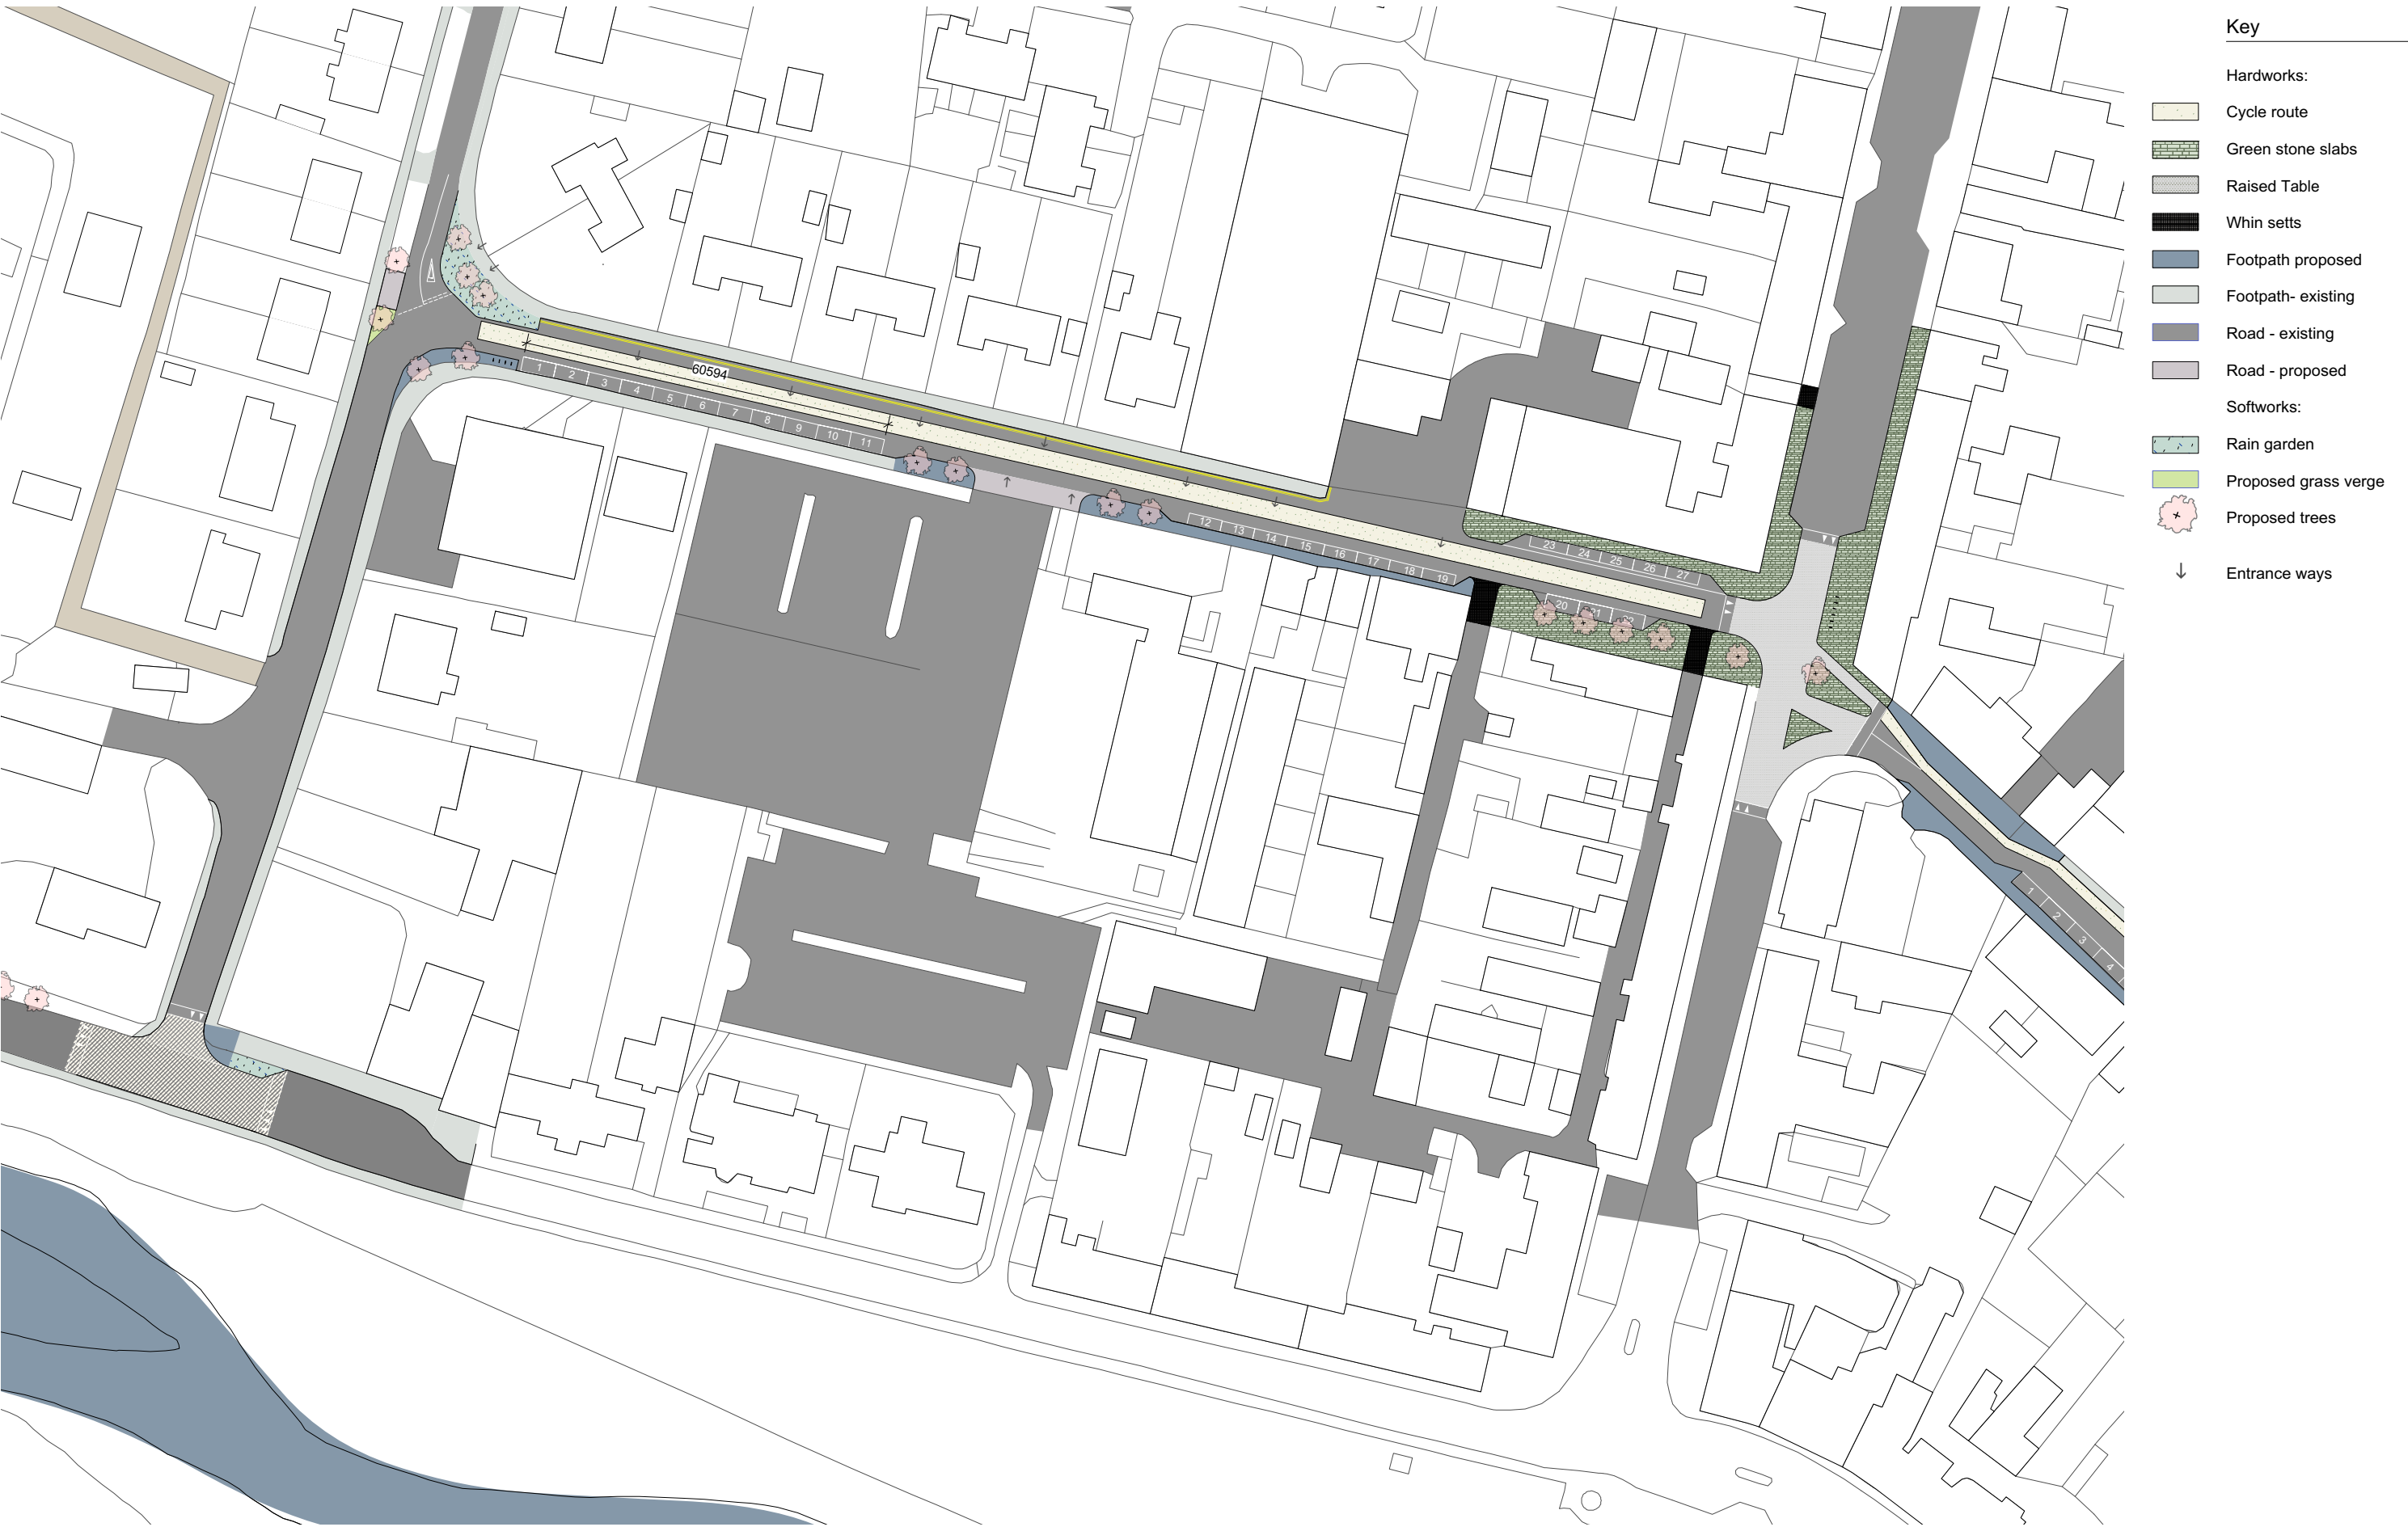 Key
Hardworks:
Cycle route
Green stone slabs
Raised Table
Whin setts
Footpath proposed
Footpath- existing
Road - existing
Road - proposed
Softworks:
Rain garden
Proposed grass verge
Proposed trees
Entrance ways
60594
1 2 3 4 5 6 7 8 9 10 11
12 13 14 15 16 17 18 19
23 24 25 26 27
20 21 22
1
2
3
4